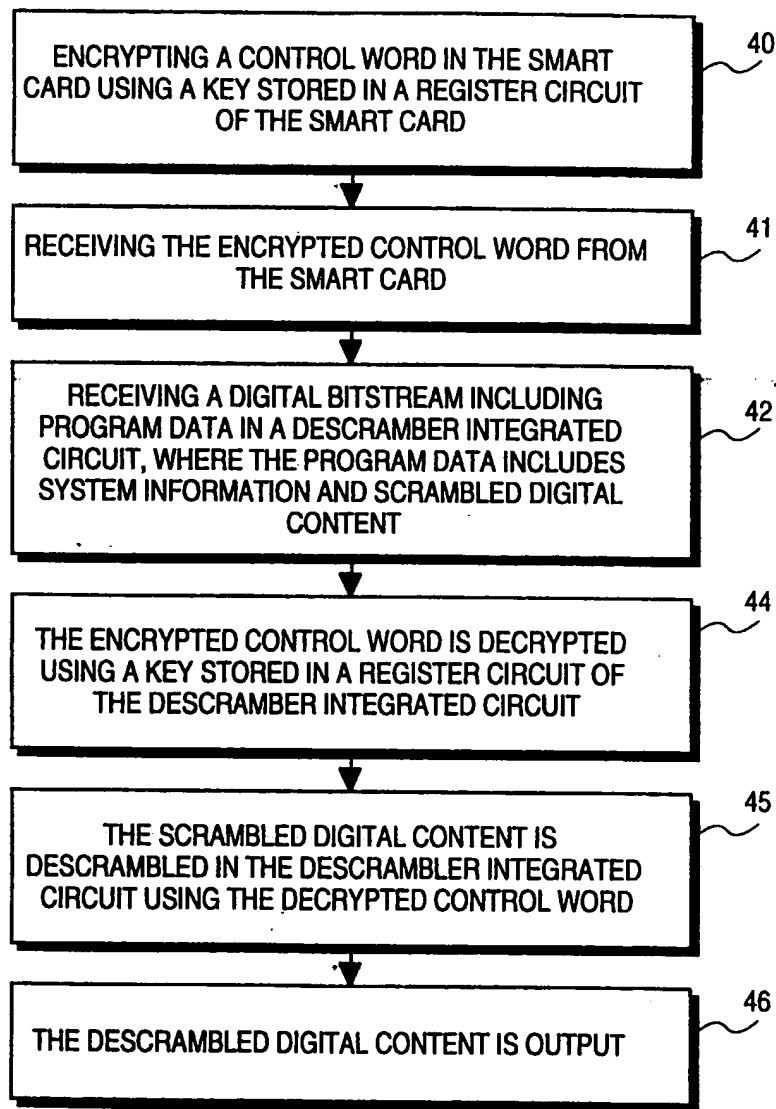 ENCRYPTING A CONTROL WORD IN THE SMART
CARD USING A KEY STORED IN A REGISTER CIRCUIT
OF THE SMART CARD
40
RECEIVING THE ENCRYPTED CONTROL WORD FROM
THE SMART CARD
41
RECEIVING A DIGITAL BITSTREAM INCLUDING
PROGRAM DATA IN A DESCRAMBER INTEGRATED
CIRCUIT, WHERE THE PROGRAM DATA INCLUDES
SYSTEM INFORMATION AND SCRAMBLED DIGITAL
CONTENT
42
THE ENCRYPTED CONTROL WORD IS DECRYPTED
USING A KEY STORED IN A REGISTER CIRCUIT OF
THE DESCRAMBER INTEGRATED CIRCUIT
44
THE SCRAMBLED DIGITAL CONTENT IS
DESCRAMBLED IN THE DESCRAMBLER INTEGRATED
CIRCUIT USING THE DECRYPTED CONTROL WORD
45
THE DESCRAMBLED DIGITAL CONTENT IS OUTPUT
46